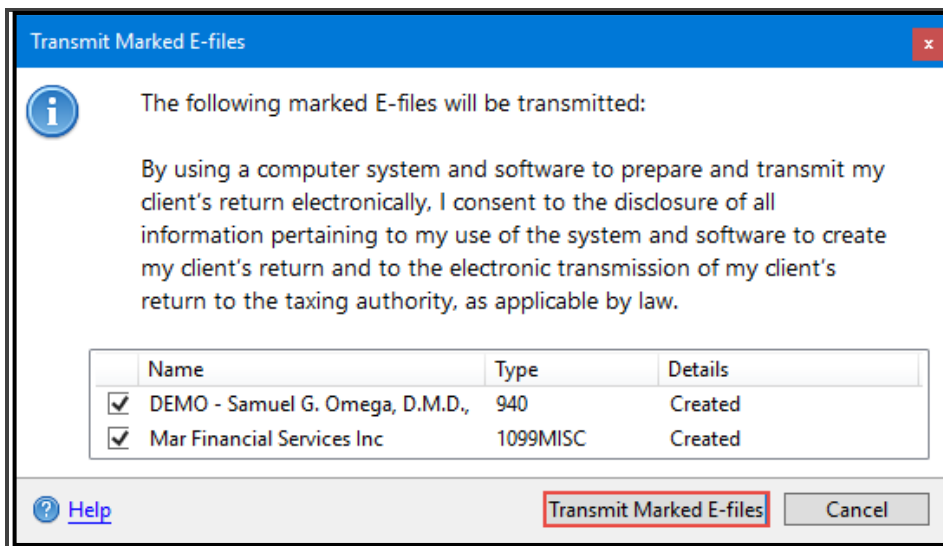 Transmit Marked E-files
x
The following marked E-files will be transmitted:
By using a computer system and software to prepare and transmit my
client's return electronically, I consent to the disclosure of all
information pertaining to my use of the system and software to create
my client's return and to the electronic transmission of my client's
return to the taxing authority, as applicable by law.
Name Type Details
DEMO - Samuel G. Omega, D.M.D., 940 Created
Mar Financial Services Inc 1099MISC Created
? Help Transmit Marked E-files Cancel